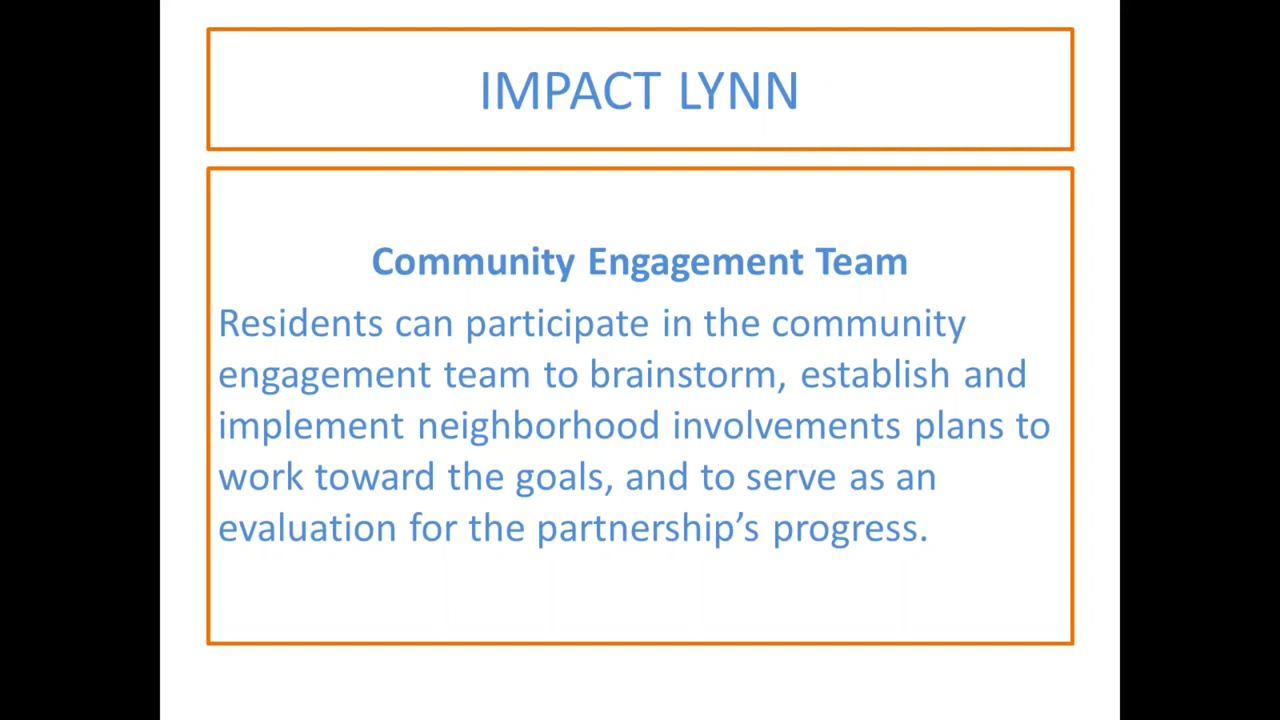 IMPACT LYNN
Community Engagement Team
Residents can participate in the community
engagement team to brainstorm, establish and
implement neighborhood involvements plans to
work toward the goals, and to serve as an
evaluation for the partnership’s progress.